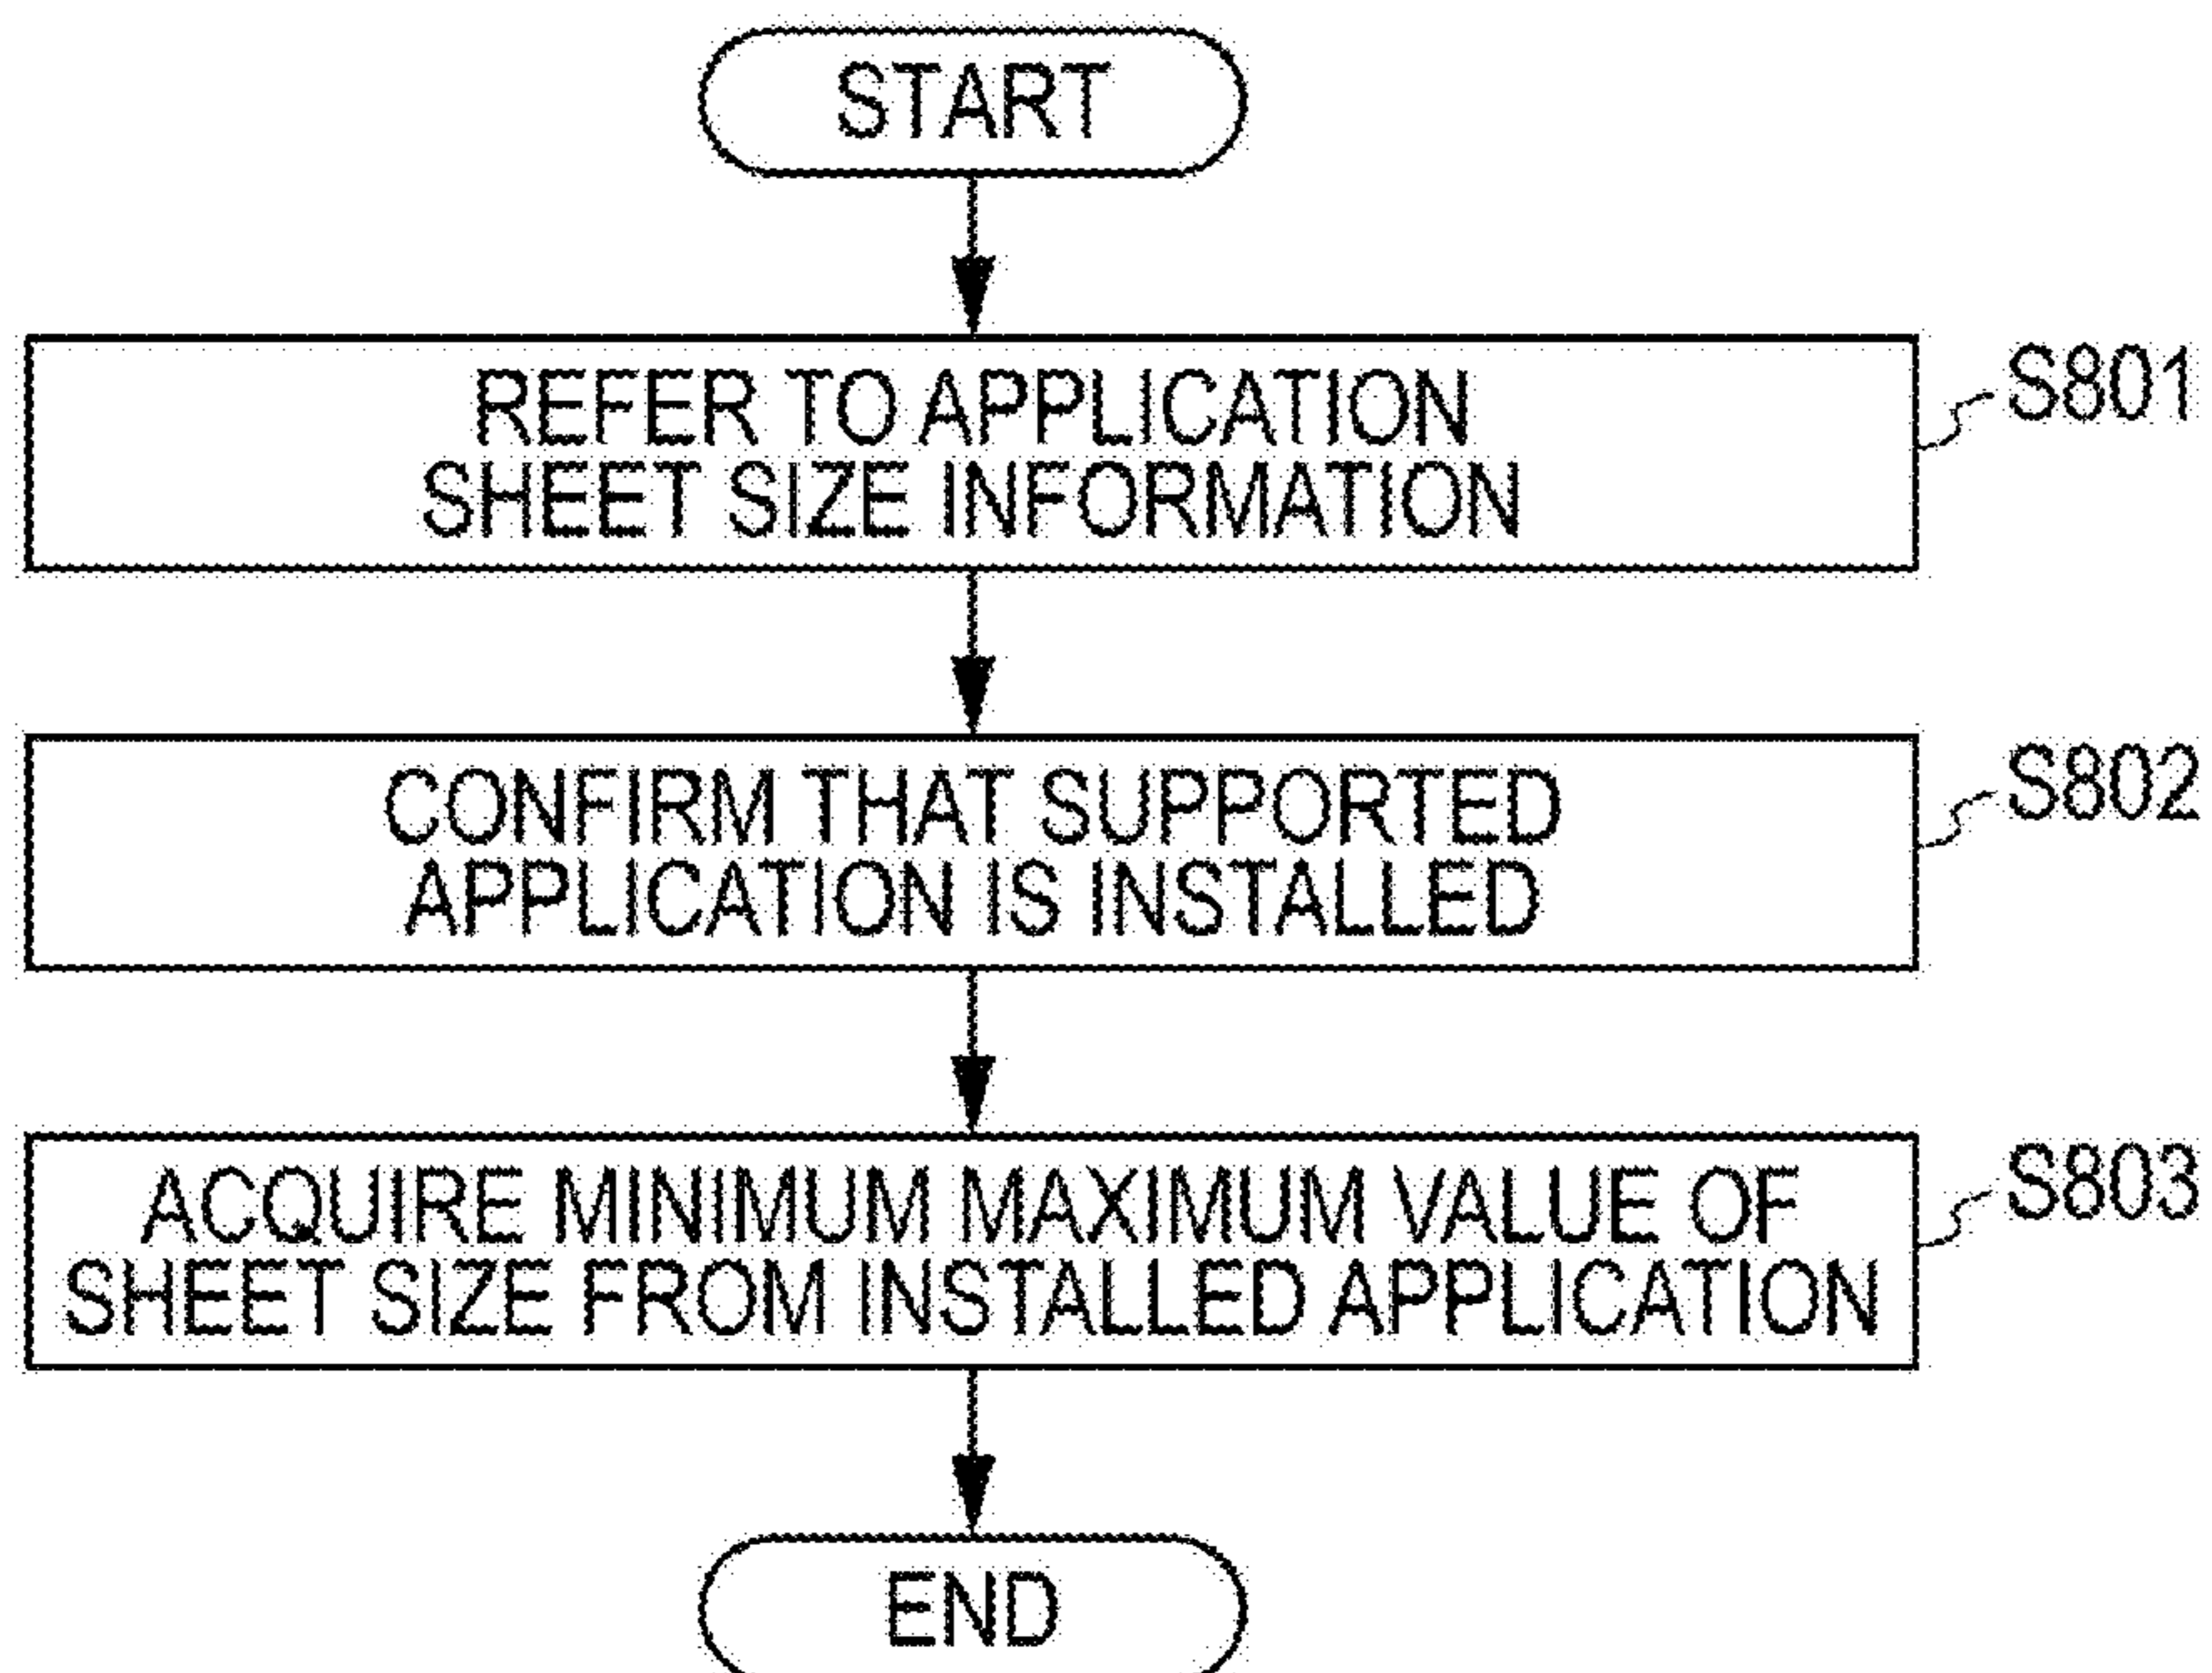 START
REFER TO APPLICATION
SHEET SIZE INFORMATION
S801
CONFIRM THAT SUPPORTED
APPLICATION IS INSTALLED
S802
ACQUIRE MINIMUM MAXIMUM VALUE OF
SHEET SIZE FROM INSTALLED APPLICATION
S803
END